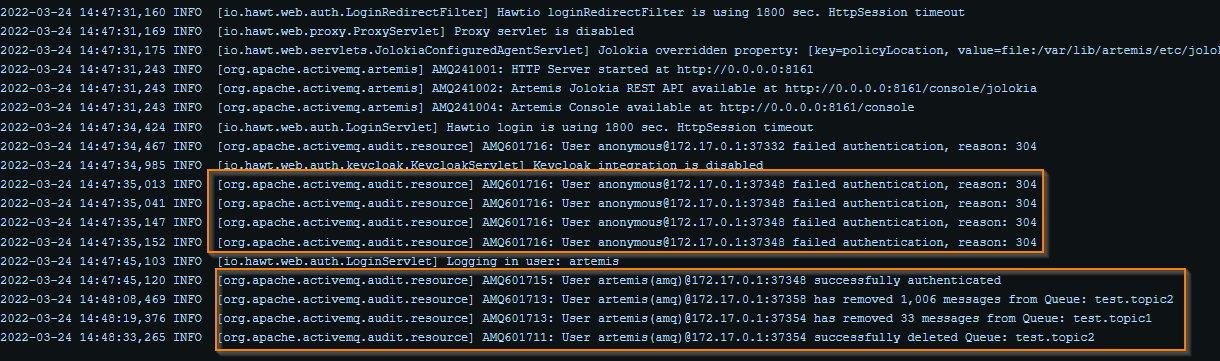 2022-03-24 14:47:31,160 INFO  [io.hawt.web.auth.LoginRedirectFilter] Hawtio loginRedirectFilter is using 1800 sec. HttpSession timeout
2022-03-24 14:47:31,169 INFO  [io.hawt.web.proxy.ProxyServlet] Proxy servlet is disabled
2022-03-24 14:47:31,175 INFO  [io.hawt.web.servlets.JolokiaConfiguredAgentServlet] Jolokia overridden property: [key=policyLocation, value=file:/var/lib/artemis/etc/jolok
2022-03-24 14:47:31,243 INFO  [org.apache.activemq.artemis] AMQ241001: HTTP Server started at http://0.0.0.0:8161
2022-03-24 14:47:31,243 INFO  [org.apache.activemq.artemis] AMQ241002: Artemis Jolokia REST API available at http://0.0.0.0:8161/console/jolokia
2022-03-24 14:47:31,243 INFO  [org.apache.activemq.artemis] AMQ241004: Artemis Console available at http://0.0.0.0:8161/console
2022-03-24 14:47:34,424 INFO  [io.hawt.web.auth.LoginServlet] Hawtio login is using 1800 sec. HttpSession timeout
2022-03-24 14:47:34,467 INFO  [org.apache.activemq.audit.resource] AMQ601716: User anonymous@172.17.0.1:37332 failed authentication, reason: 304
2022-03-24 14:47:34,985 INFO  [io.hawt.web.auth.keycloak.KeycloakServlet] Keycloak integration is disabled
2022-03-24 14:47:35,013 INFO  [org.apache.activemq.audit.resource] AMQ601716: User anonymous@172.17.0.1:37348 failed authentication, reason: 304
2022-03-24 14:47:35,041 INFO  [org.apache.activemq.audit.resource] AMQ601716: User anonymous@172.17.0.1:37348 failed authentication, reason: 304
2022-03-24 14:47:35,147 INFO  [org.apache.activemq.audit.resource] AMQ601716: User anonymous@172.17.0.1:37348 failed authentication, reason: 304
2022-03-24 14:47:35,152 INFO  [org.apache.activemq.audit.resource] AMQ601716: User anonymous@172.17.0.1:37348 failed authentication, reason: 304
2022-03-24 14:47:45,103 INFO  [io.hawt.web.auth.LoginServlet] Logging in user: artemis
2022-03-24 14:47:45,120 INFO  [org.apache.activemq.audit.resource] AMQ601715: User artemis(amq)@172.17.0.1:37348 successfully authenticated
2022-03-24 14:48:08,469 INFO  [org.apache.activemq.audit.resource] AMQ601713: User artemis(amq)@172.17.0.1:37358 has removed 1,006 messages from Queue: test.topic2
2022-03-24 14:48:19,376 INFO  [org.apache.activemq.audit.resource] AMQ601713: User artemis(amq)@172.17.0.1:37354 has removed 33 messages from Queue: test.topic1
2022-03-24 14:48:33,265 INFO  [org.apache.activemq.audit.resource] AMQ601711: User artemis(amq)@172.17.0.1:37354 successfully deleted Queue: test.topic2